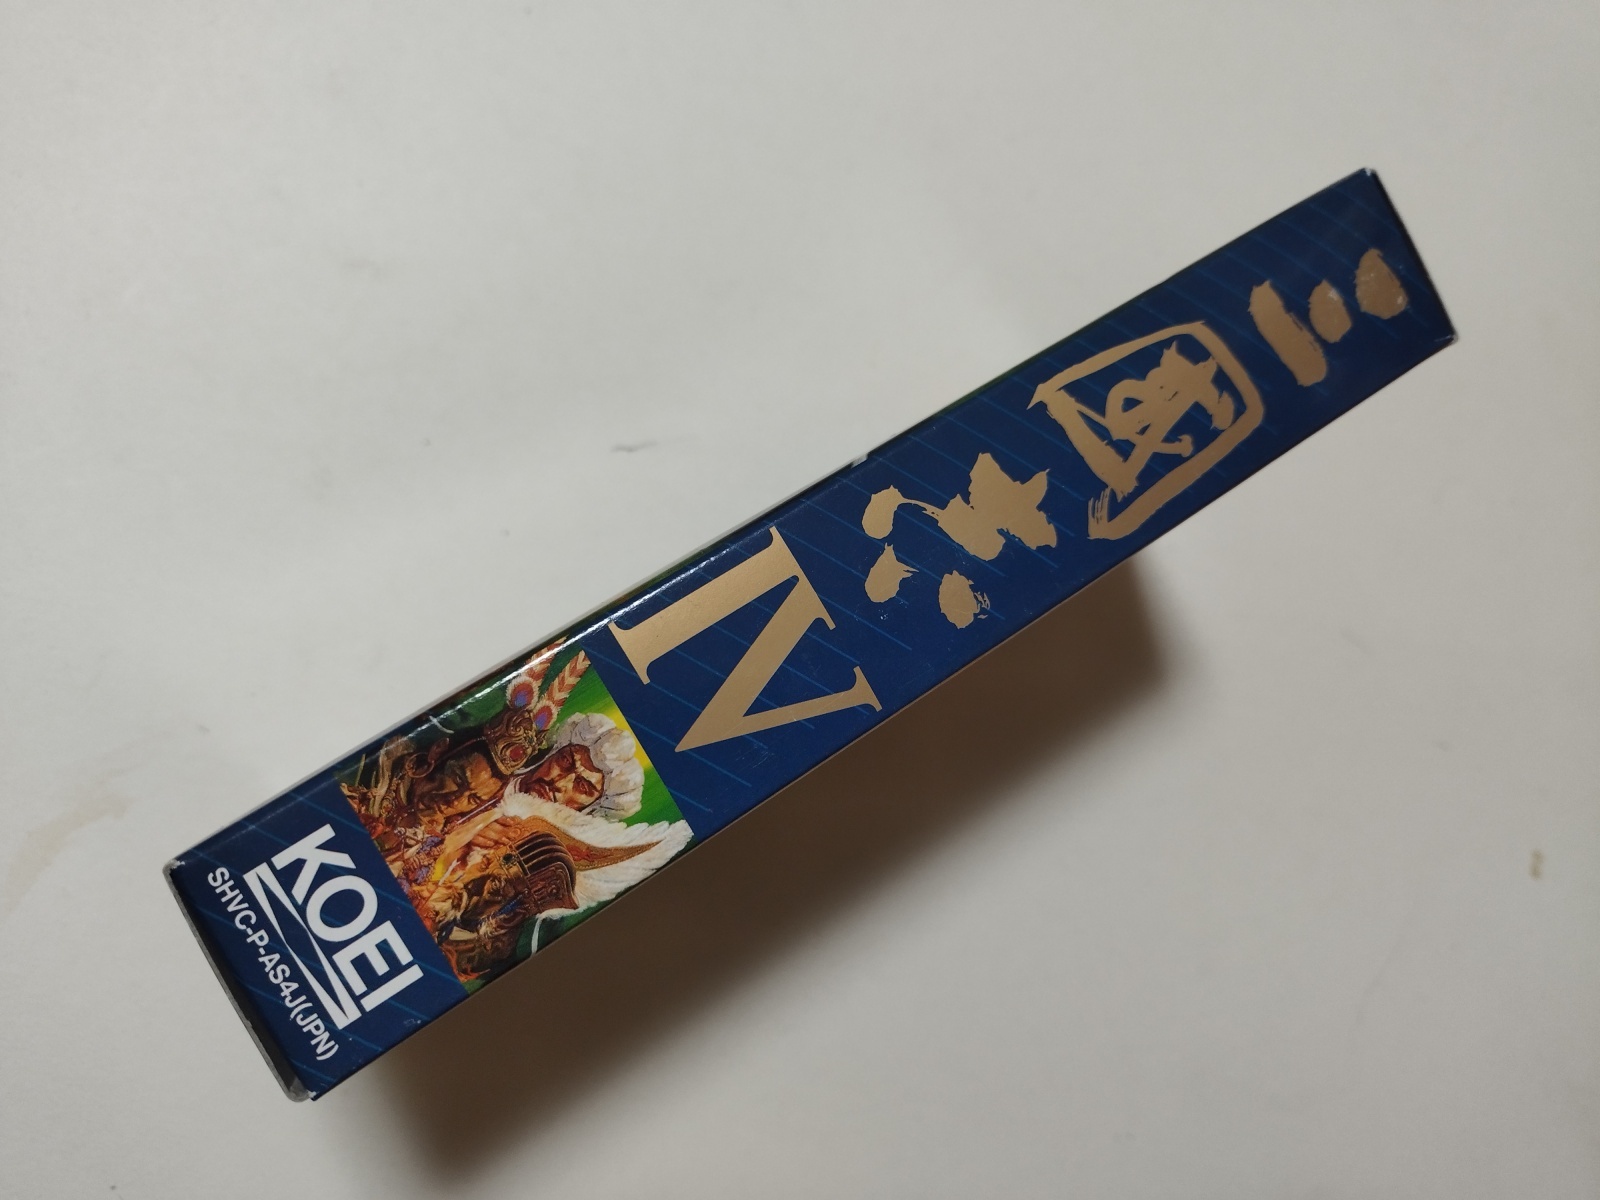 三國志
IV
KOEI
SHVC-P-AS4J(JPN)